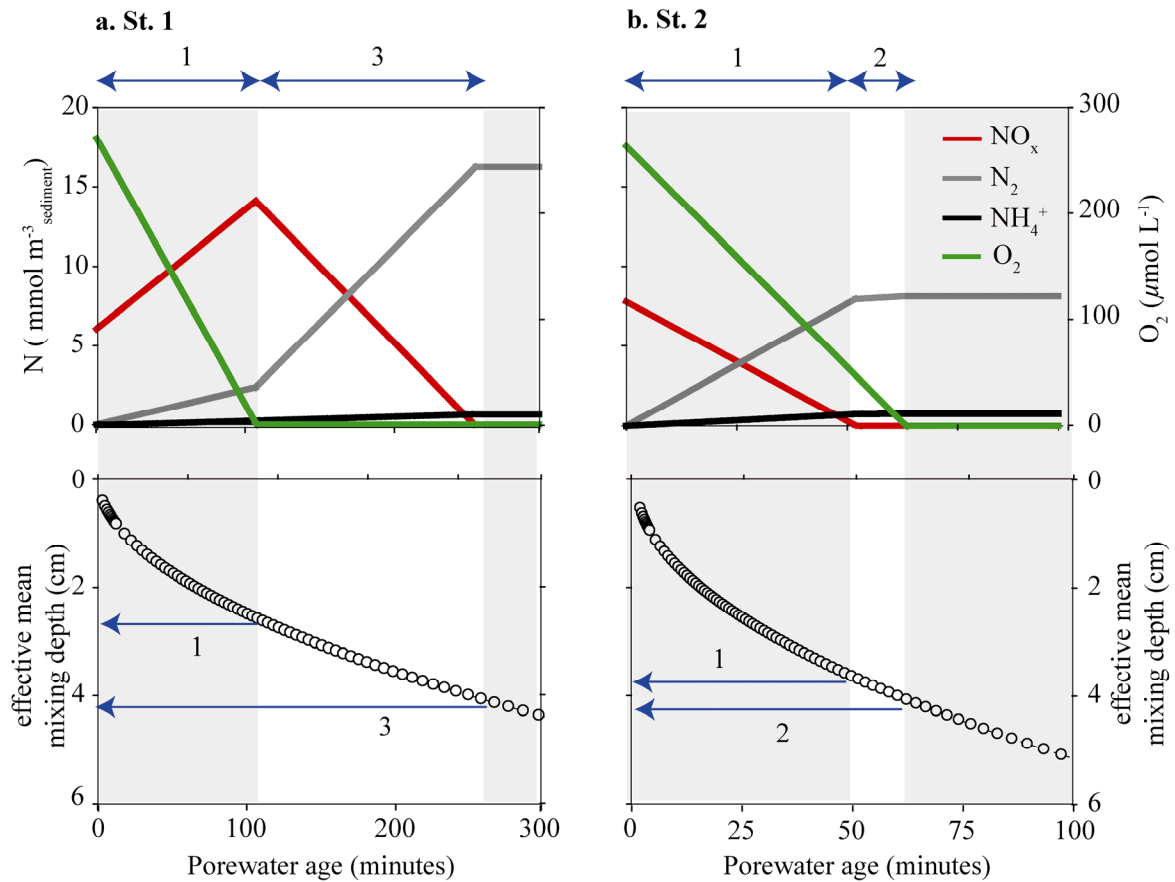 a. St. 1
b. St. 2
1
3
1
2
20
15
10
5
0
N ( mmol m⁻³ sediment)
300
200
100
0
O₂ (µmol L⁻¹)
NOₓ
N₂
NH₄⁺
O₂
0
2
4
6
effective mean
mixing depth (cm)
1
3
0
100
200
300
Porewater age (minutes)
1
2
0
25
50
75
100
Porewater age (minutes)
0
2
4
6
effective mean
mixing depth (cm)